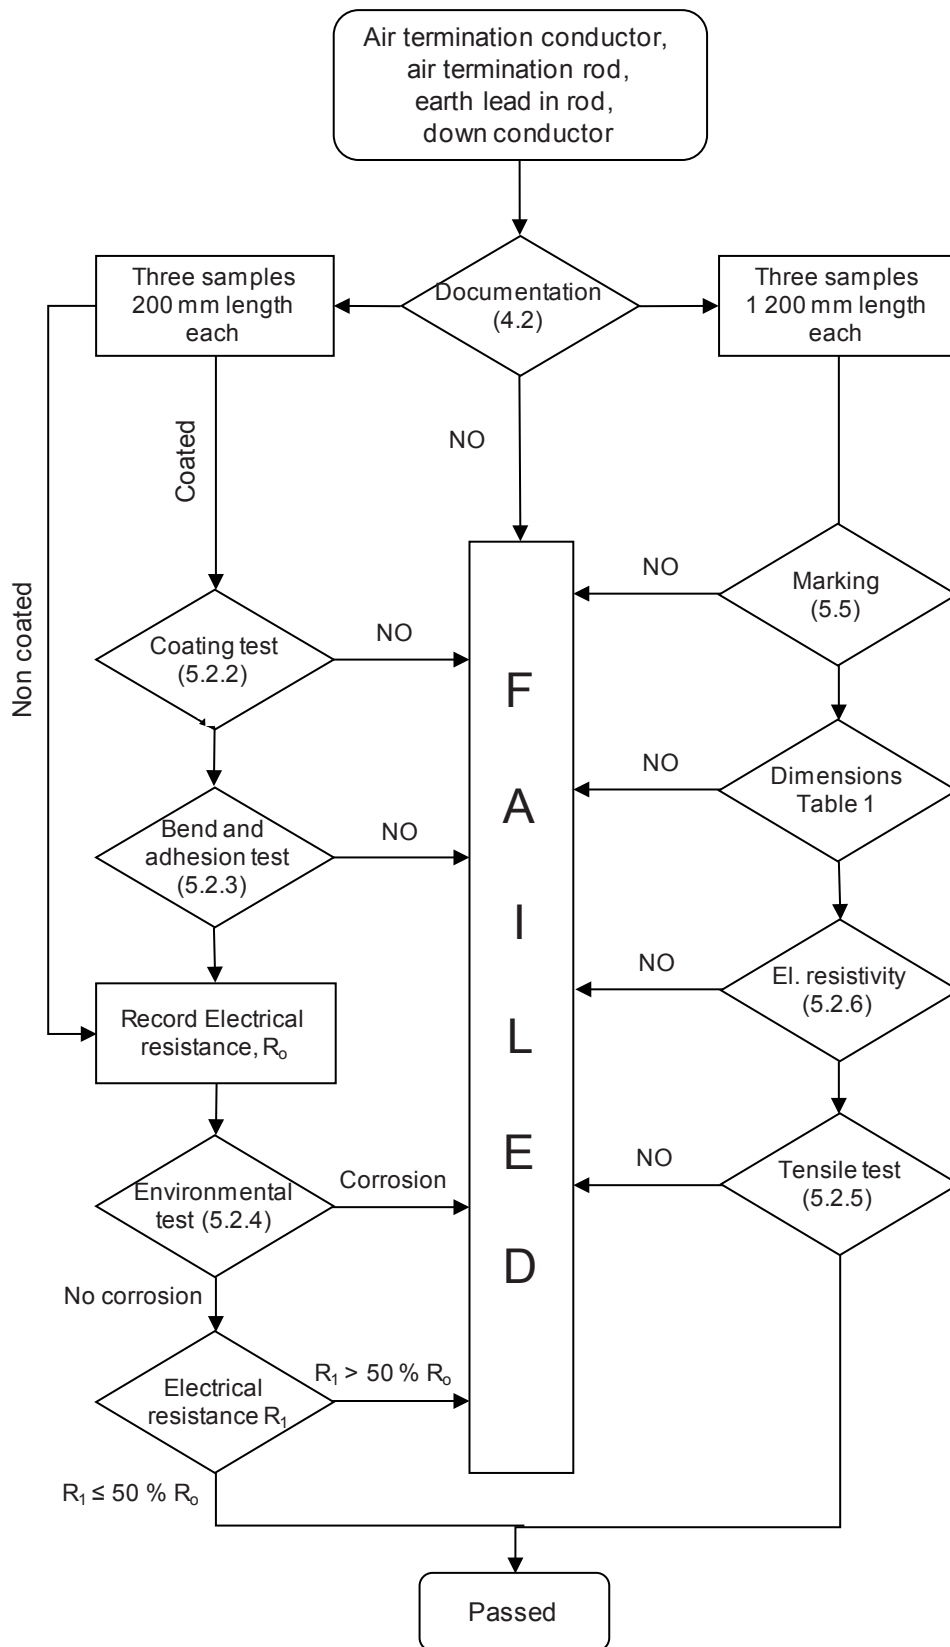 Air termination conductor,
air termination rod,
earth lead in rod,
down conductor
Three samples
200 mm length
each
Documentation
(4.2)
Three samples
1 200 mm length
each
Coated
Non coated
NO
NO
Marking
(5.5)
Coating test
(5.2.2)
NO
F
A
I
L
E
D
NO
Dimensions
Table 1
Bend and
adhesion test
(5.2.3)
NO
NO
El. resistivity
(5.2.6)
Record Electrical
resistance, Ro
NO
Tensile test
(5.2.5)
Environmental
test (5.2.4)
Corrosion
No corrosion
Electrical
resistance R1
R1 > 50 % Ro
R1 ≤ 50 % Ro
Passed